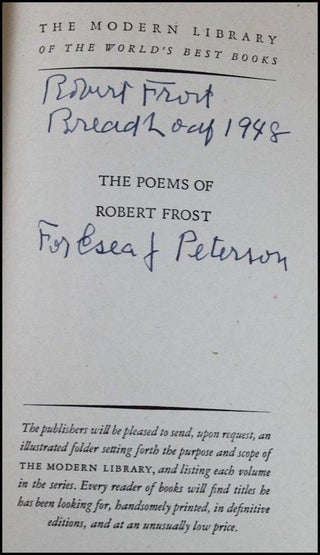 THE MODERN LIBRARY
OF THE WORLD'S BEST BOOKS
Robert Frost
Bread Loaf 1948
THE POEMS OF
ROBERT FROST
For J Peterson
The publishers will be pleased to send, upon request, an
illustrated folder setting forth the purpose and scope of
THE MODERN LIBRARY, and listing each volume
in the series. Every reader of books will find titles he
has been looking for, handsomely printed, in definitive
editions, and at an unusually low price.